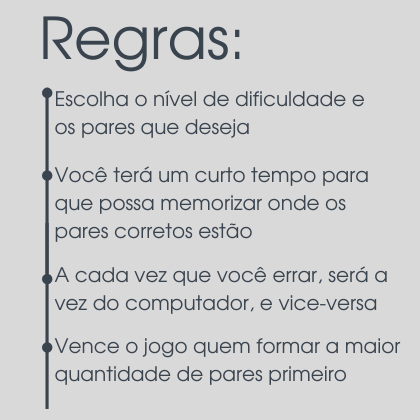 Regras:
Escolha o nível de dificuldade e
os pares que deseja
Você terá um curto tempo para
que possa memorizar onde os
pares corretos estão
A cada vez que você errar, será a
vez do computador, e vice-versa
Vence o jogo quem formar a maior
quantidade de pares primeiro